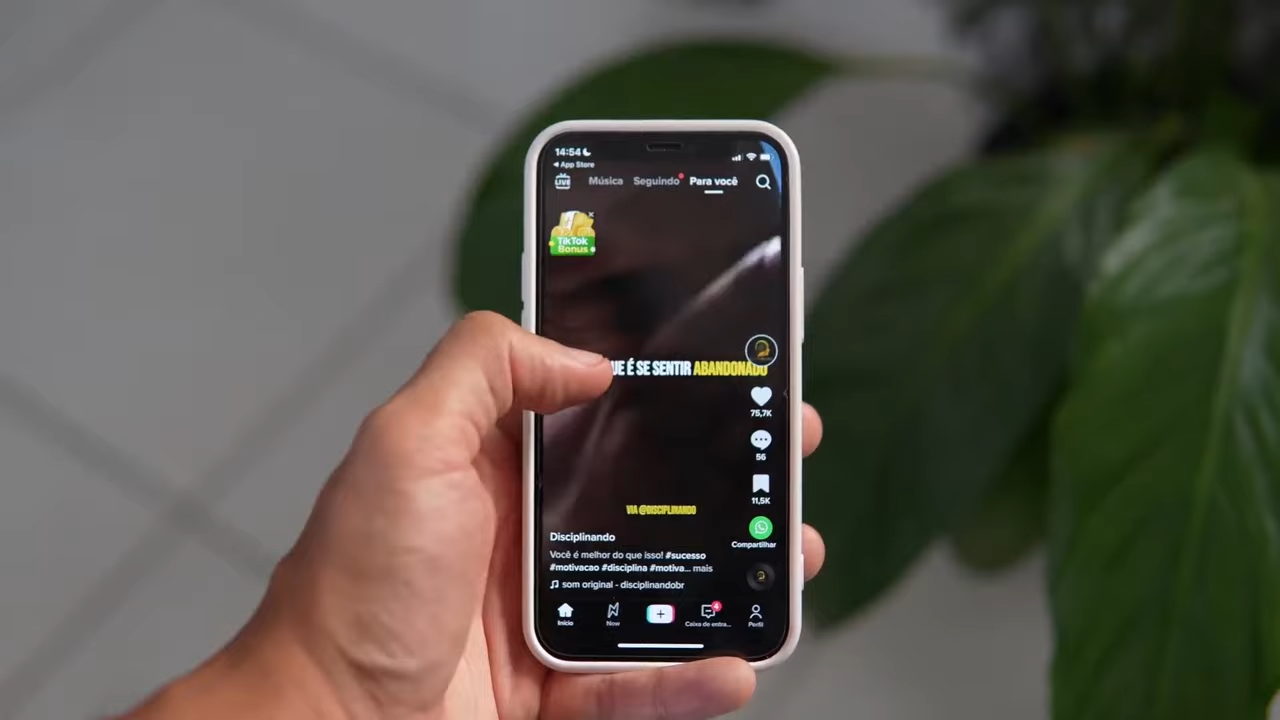 14:54
App Store
LIVE
Música Seguindo Para você
TikTok
Bonus
UE É SE SENTIR ABANDONADO
75,7K
56
11,5K
VIA @DISCIPLINANDO
Compartilhar
Disciplinando
Você é melhor do que isso! #sucesso
#motivacao #disciplina #motiva... mais
som original - disciplinandobr
4
Início Now Caixa de entra... Perfil